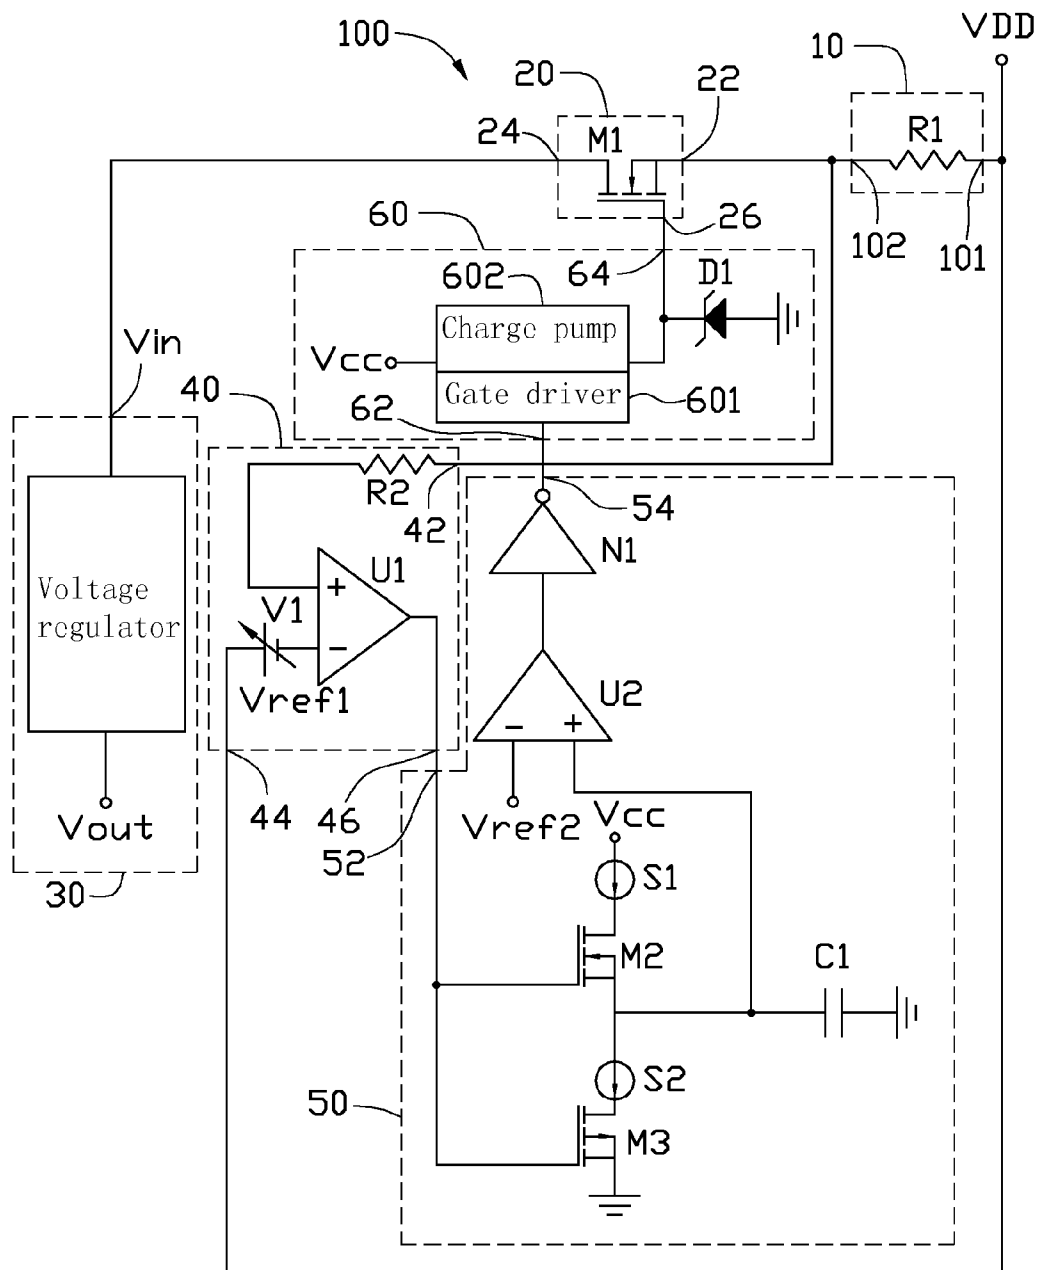 VDD
100
10
20
22
R1
24
M1
60
26
102
101
602
64
D1
Charge pump
Vin
Vcc
40
Gate driver
601
62
R2
42
54
U1
N1
Voltage
regulator
+
V1
-
Vref1
U2
- +
44
46
Vref2
Vcc
Vout
52
30
S1
M2
C1
S2
50
M3